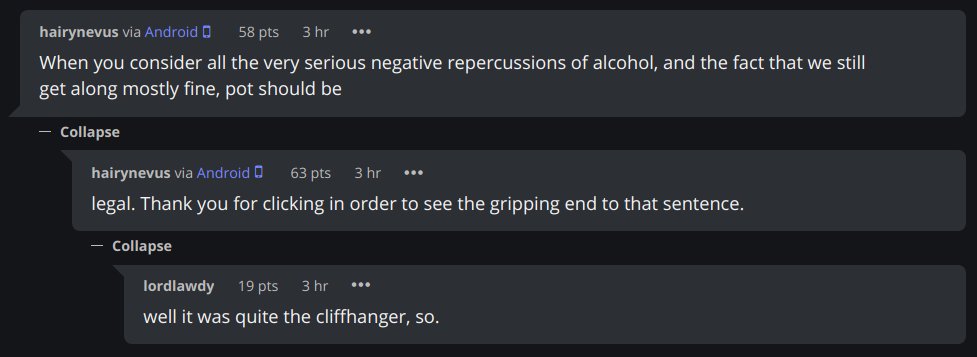 hairynevus via Android 58 pts 3 hr •••
When you consider all the very serious negative repercussions of alcohol, and the fact that we still
get along mostly fine, pot should be
— Collapse
hairynevus via Android 63 pts 3 hr •••
legal. Thank you for clicking in order to see the gripping end to that sentence.
— Collapse
lordlawdy 19 pts 3 hr •••
well it was quite the cliffhanger, so.